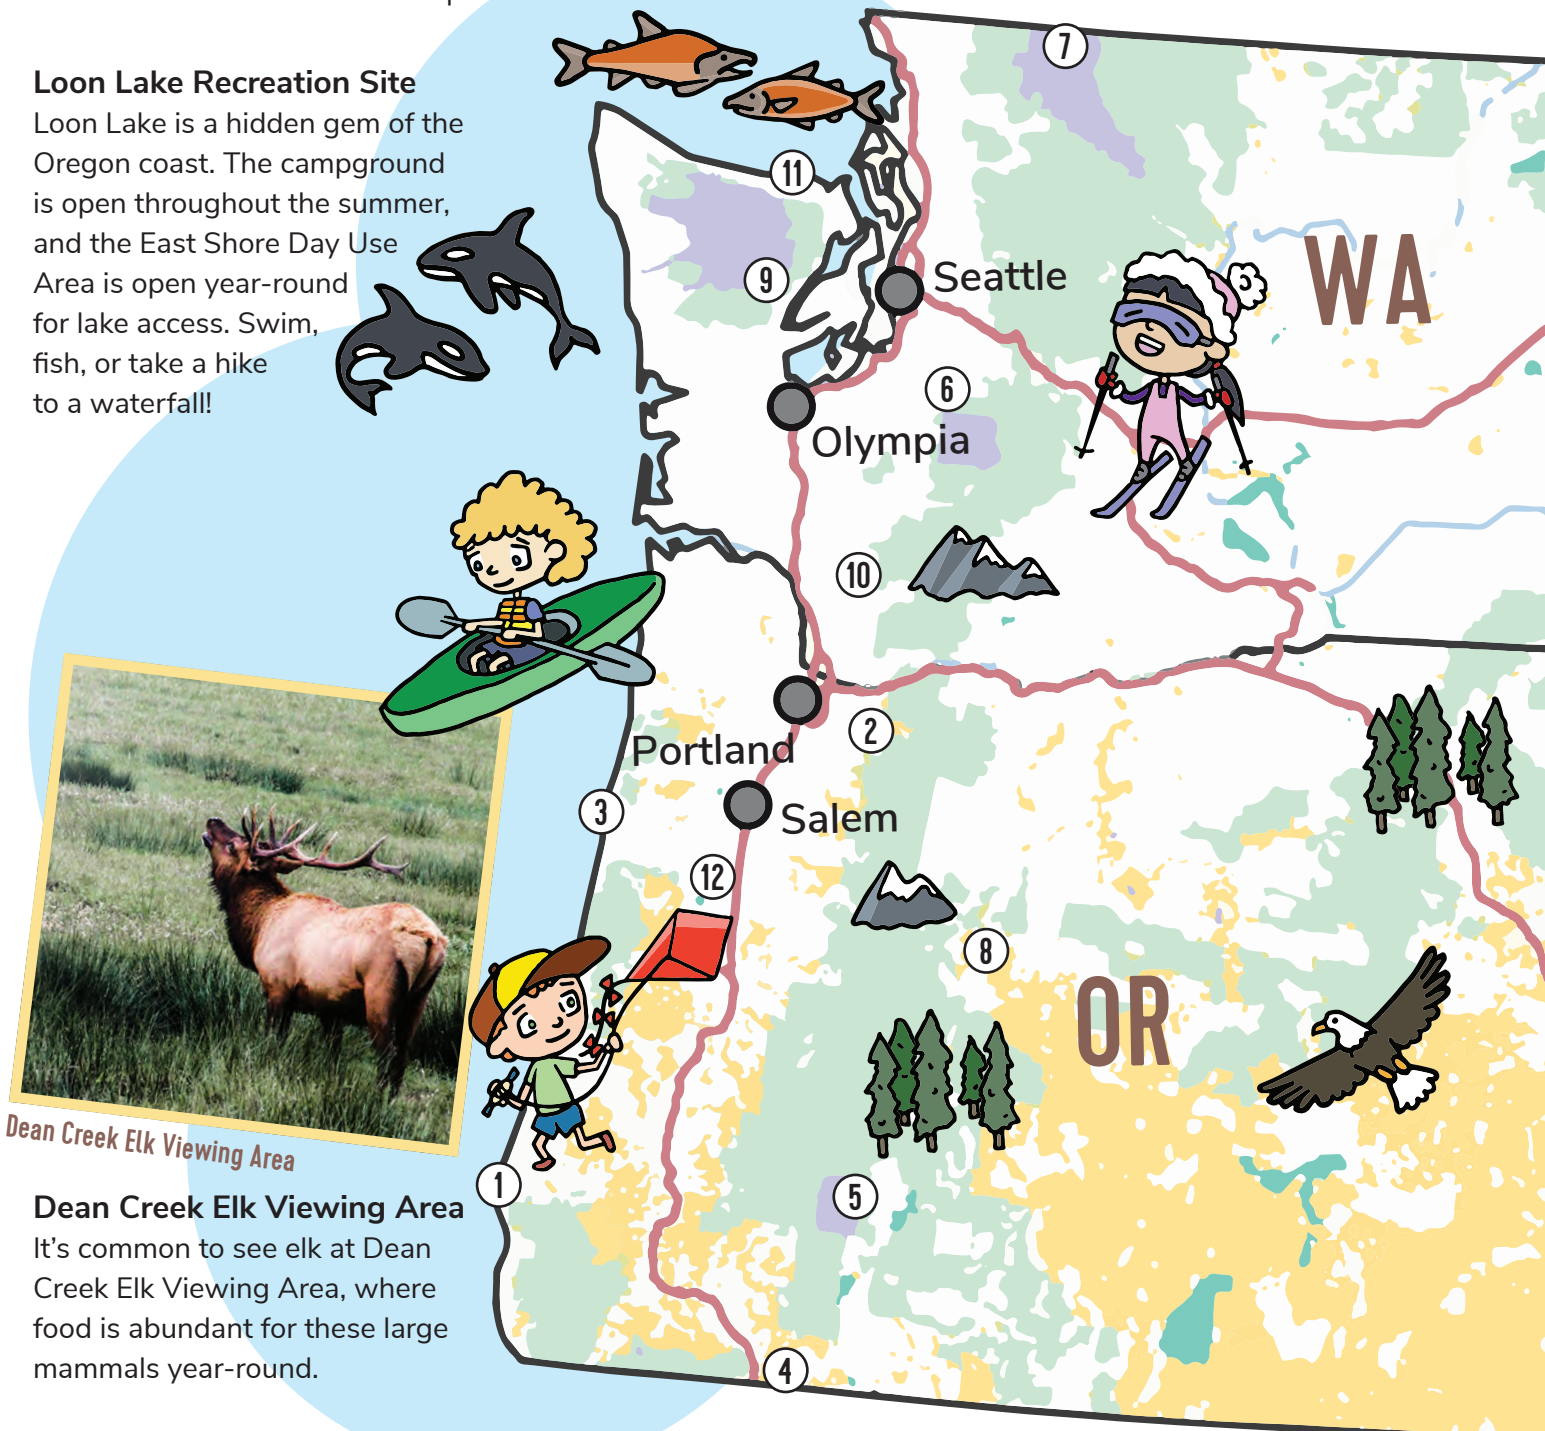 Loon Lake Recreation Site
Loon Lake is a hidden gem of the
Oregon coast. The campground
is open throughout the summer,
and the East Shore Day Use
Area is open year-round
for lake access. Swim,
fish, or take a hike
to a waterfall!
7
11
9
Seattle
WA
6
Olympia
10
2
Portland
3
Salem
12
8
OR
Dean Creek Elk Viewing Area
1
5
Dean Creek Elk Viewing Area
It’s common to see elk at Dean
Creek Elk Viewing Area, where
food is abundant for these large
mammals year-round.
4